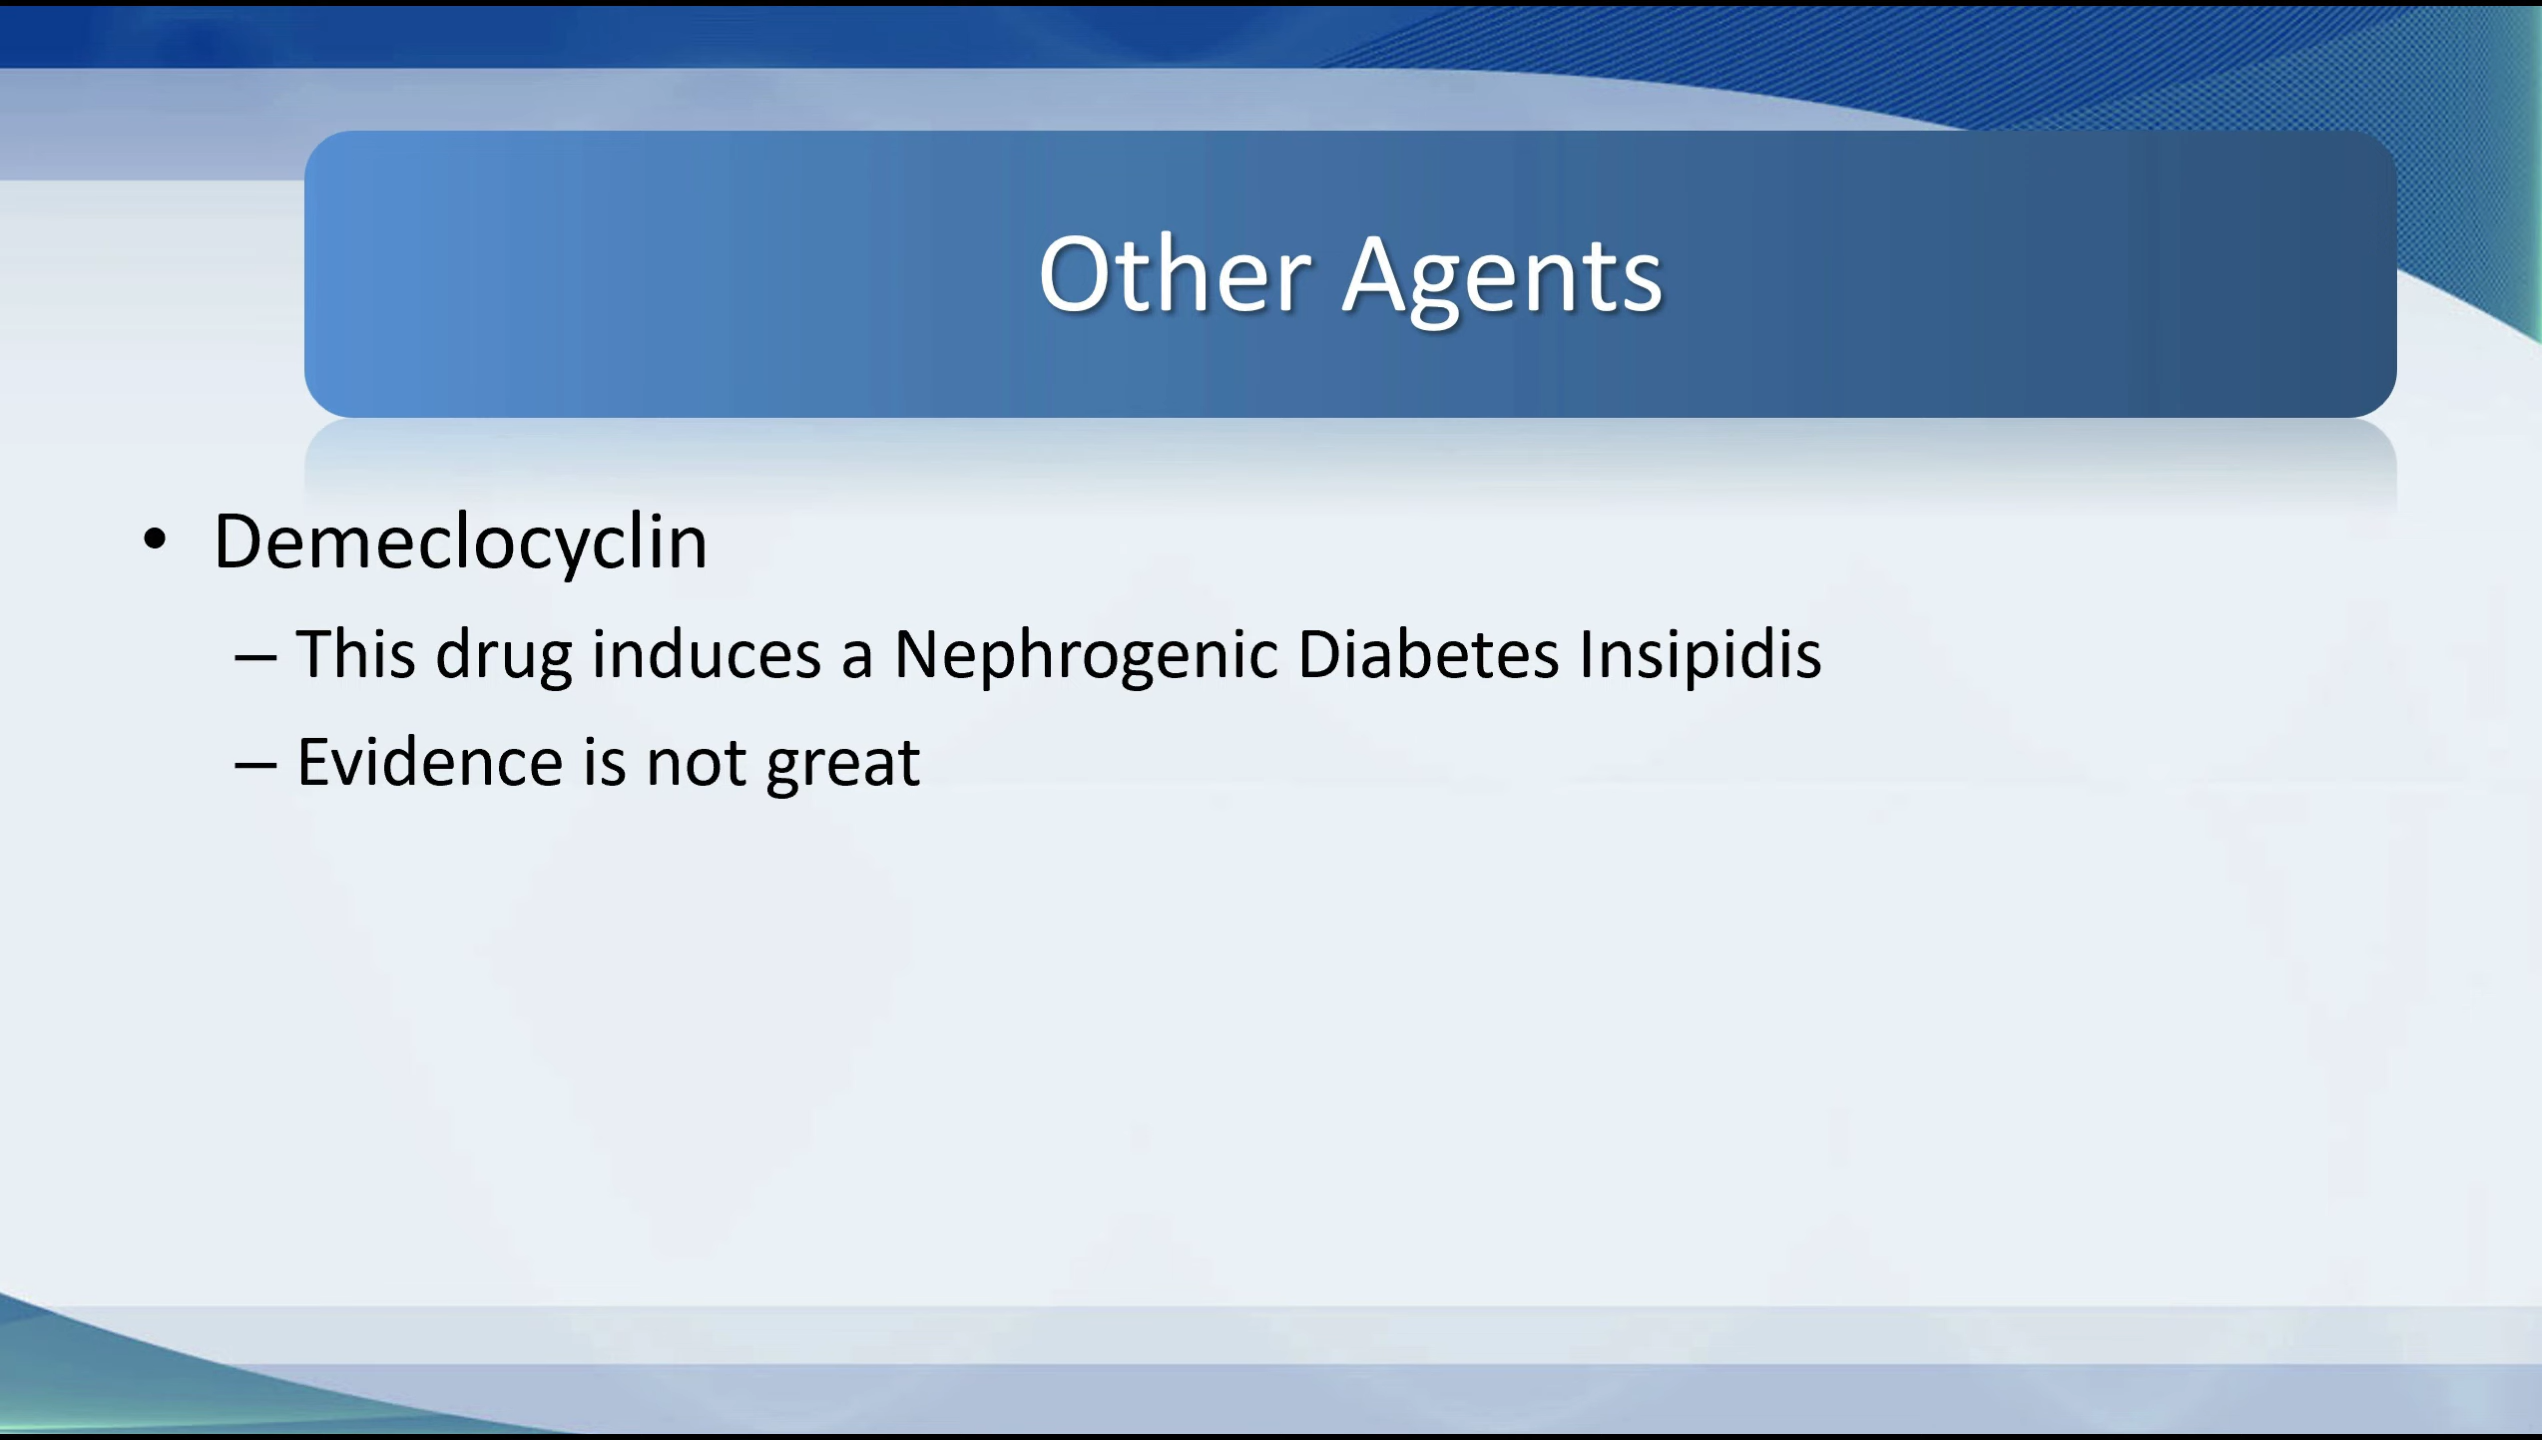 Other Agents
• Demeclocyclin
– This drug induces a Nephrogenic Diabetes Insipidis
– Evidence is not great